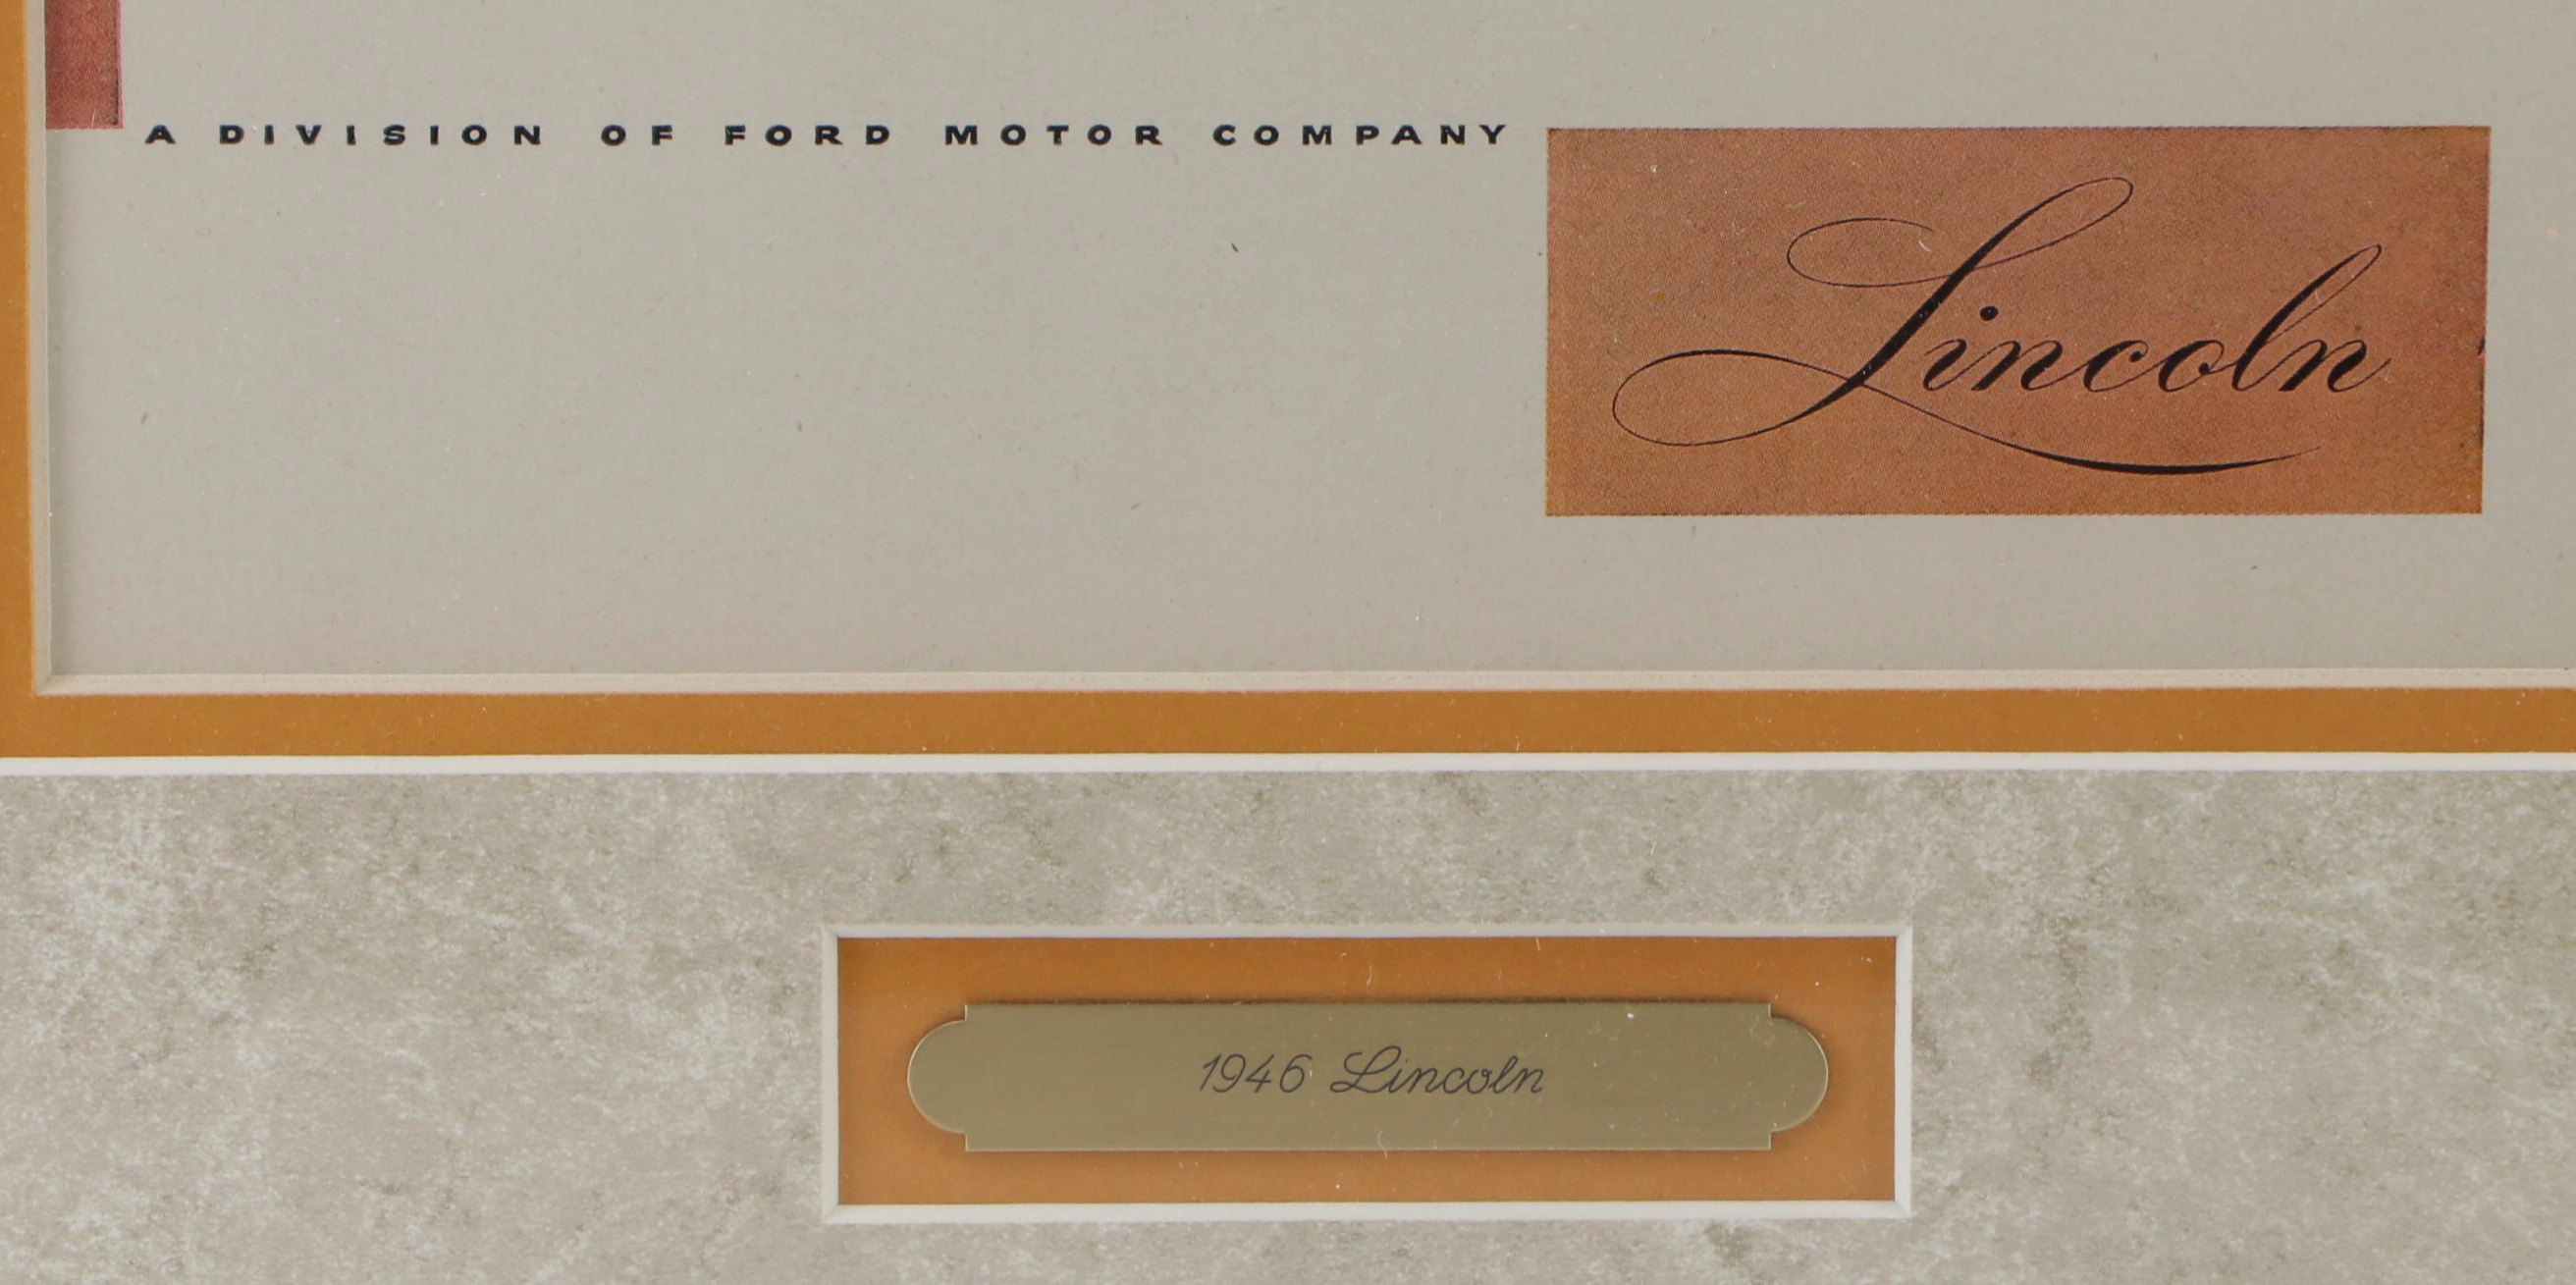 A DIVISION OF FORD MOTOR COMPANY
Lincoln
1946 Lincoln